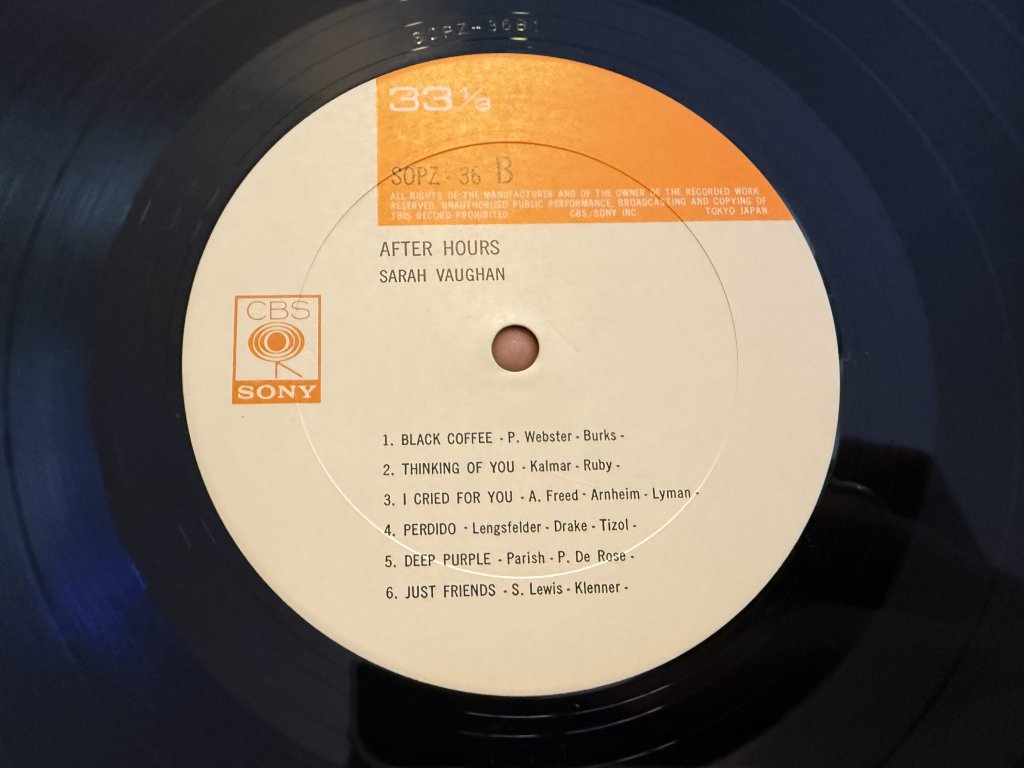 SOPZ-36B1
33⅓
SOPZ·36 B
ALL RIGHTS OF THE MANUFACTURER AND OF THE OWNER OF THE RECORDED WORK
RESERVED. UNAUTHORIZED PUBLIC PERFORMANCE, BROADCASTING AND COPYING OF
THIS RECORD PROHIBITED CBS/SONY INC. TOKYO JAPAN
AFTER HOURS
SARAH VAUGHAN
CBS
SONY
1. BLACK COFFEE - P. Webster - Burks -
2. THINKING OF YOU - Kalmar - Ruby -
3. I CRIED FOR YOU - A. Freed - Arnheim - Lyman -
4. PERDIDO - Lengsfelder - Drake - Tizol -
5. DEEP PURPLE - Parish - P. De Rose -
6. JUST FRIENDS - S. Lewis - Klenner -